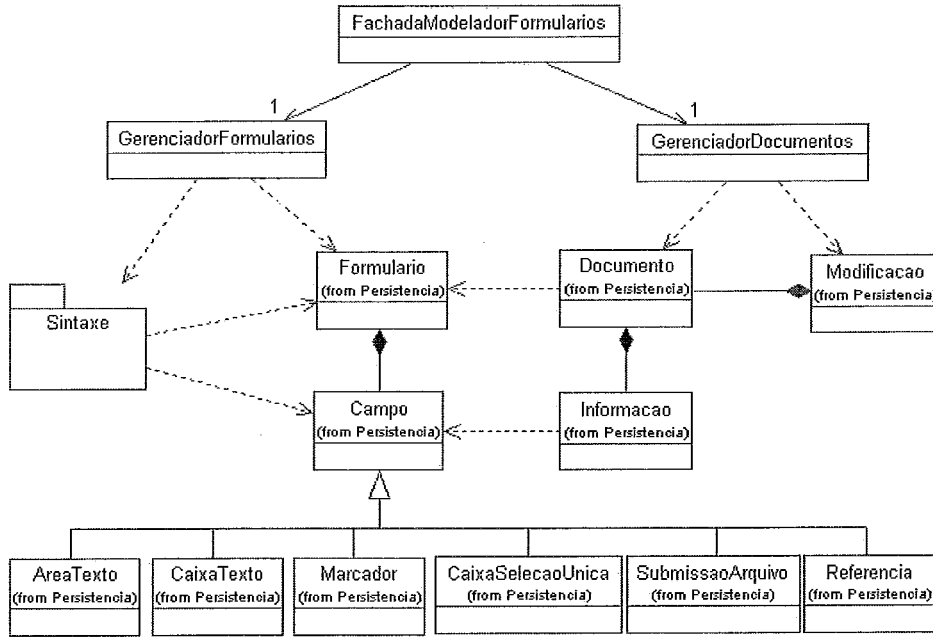 FachadaModeladorFormularios
1
1
GerenciadorFormularios
GerenciadorDocumentos
Formulario
(from Persistencia)
Documento
(from Persistencia)
Modificacao
(from Persistencia)
Sintaxe
Campo
(from Persistencia)
Informacao
(from Persistencia)
AreaTexto
(from Persistencia)
CaixaTexto
(from Persistencia)
Marcador
(from Persistencia)
CaixaSelecaoUnica
(from Persistencia)
SubmissaoArquivo
(from Persistencia)
Referencia
(from Persistencia)